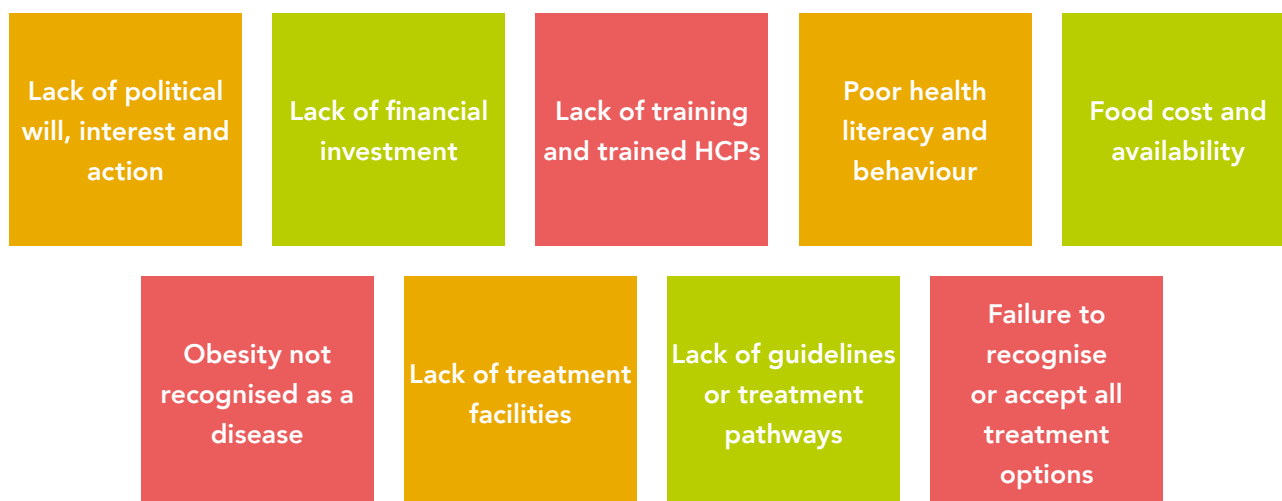 Lack of political
will, interest and
action
Lack of financial
investment
Lack of training
and trained HCPs
Poor health
literacy and
behaviour
Food cost and
availability
Obesity not
recognised as a
disease
Lack of treatment
facilities
Lack of guidelines
or treatment
pathways
Failure to
recognise
or accept all
treatment
options